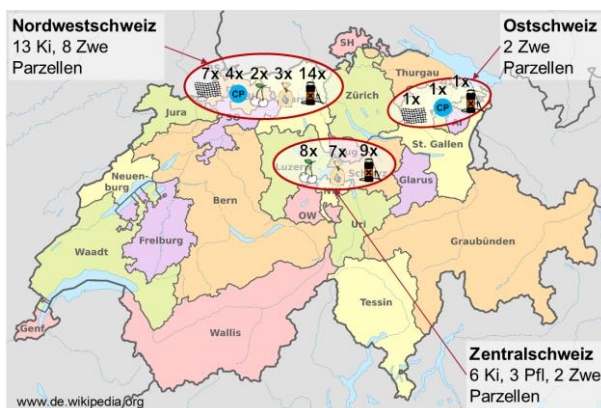 Nordwestschweiz
13 Ki, 8 Zwe
Parzellen
Ostschweiz
2 Zwe
Parzellen
SH
7x 4x 2x 3x 14x
CP
Thurgau
1x 1x 1x
CP
Zürich
Jura
St. Gallen
8x 7x 9x
Luzern
Neuen-
burg
Bern
Glarus
OW
Uri
Waadt
Freiburg
Graubünden
Tessin
Genf
Wallis
Zentralschweiz
6 Ki, 3 Pfl, 2 Zwe
Parzellen
www.de.wikipedia.org